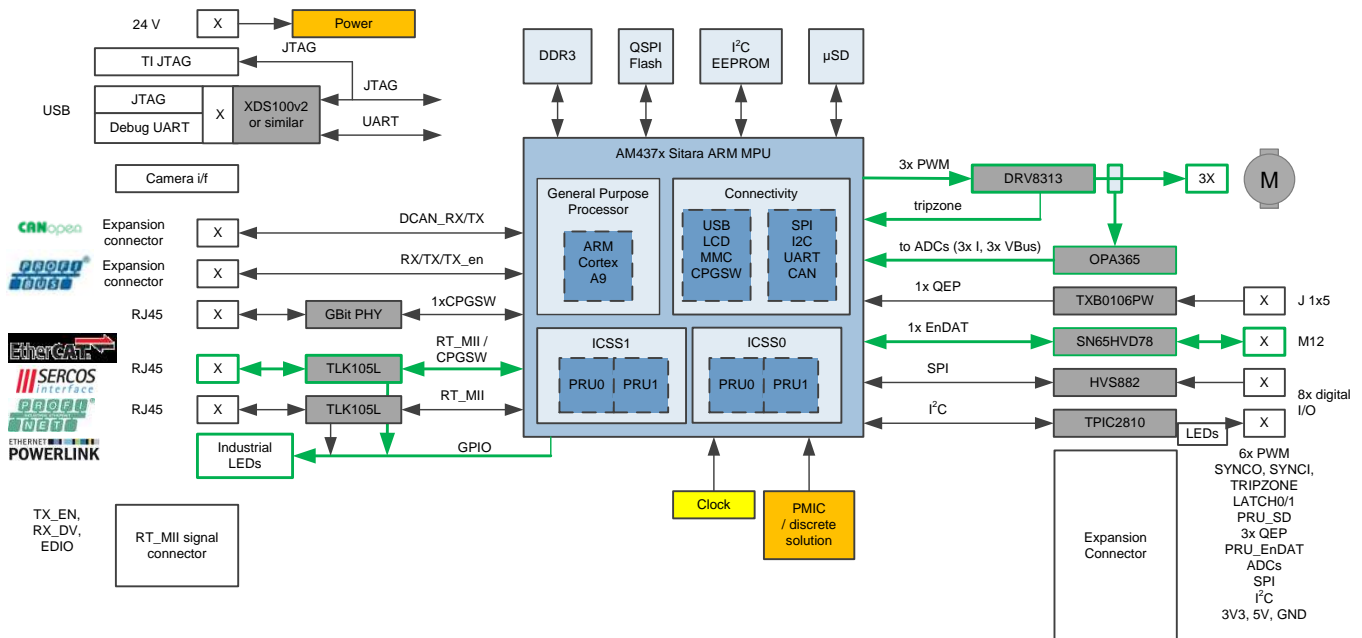 24 V
X
Power
JTAG
TI JTAG
USB
JTAG
Debug UART
X
XDS100v2
or similar
JTAG
UART
Camera i/f
CANopen
Expansion
connector
X
DCAN_RX/TX
PROFI
BUS
Expansion
connector
X
RX/TX/TX_en
RJ45
X
GBit PHY
1xCPGSW
EtherCAT
RJ45
X
TLK105L
RT_MII /
CPGSW
SERCOS
interface
PROFI
INDUSTRIAL ETHERNET
NET
RJ45
X
TLK105L
RT_MII
ETHERNET
POWERLINK
Industrial
LEDs
GPIO
TX_EN,
RX_DV,
EDIO
RT_MII signal
connector
DDR3
QSPI
Flash
I²C
EEPROM
µSD
AM437x Sitara ARM MPU
General Purpose
Processor
ARM
Cortex
A9
Connectivity
USB
LCD
MMC
CPGSW
SPI
I2C
UART
CAN
ICSS1
PRU0
PRU1
ICSS0
PRU0
PRU1
Clock
PMIC
/ discrete
solution
3x PWM
DRV8313
3X
M
tripzone
to ADCs (3x I, 3x VBus)
OPA365
1x QEP
TXB0106PW
X
J 1x5
1x EnDAT
SN65HVD78
X
M12
SPI
HVS882
X
8x digital
I/O
I²C
TPIC2810
LEDs
X
Expansion
Connector
6x PWM
SYNCO, SYNCI,
TRIPZONE
LATCH0/1
PRU_SD
3x QEP
PRU_EnDAT
ADCs
SPI
I²C
3V3, 5V, GND